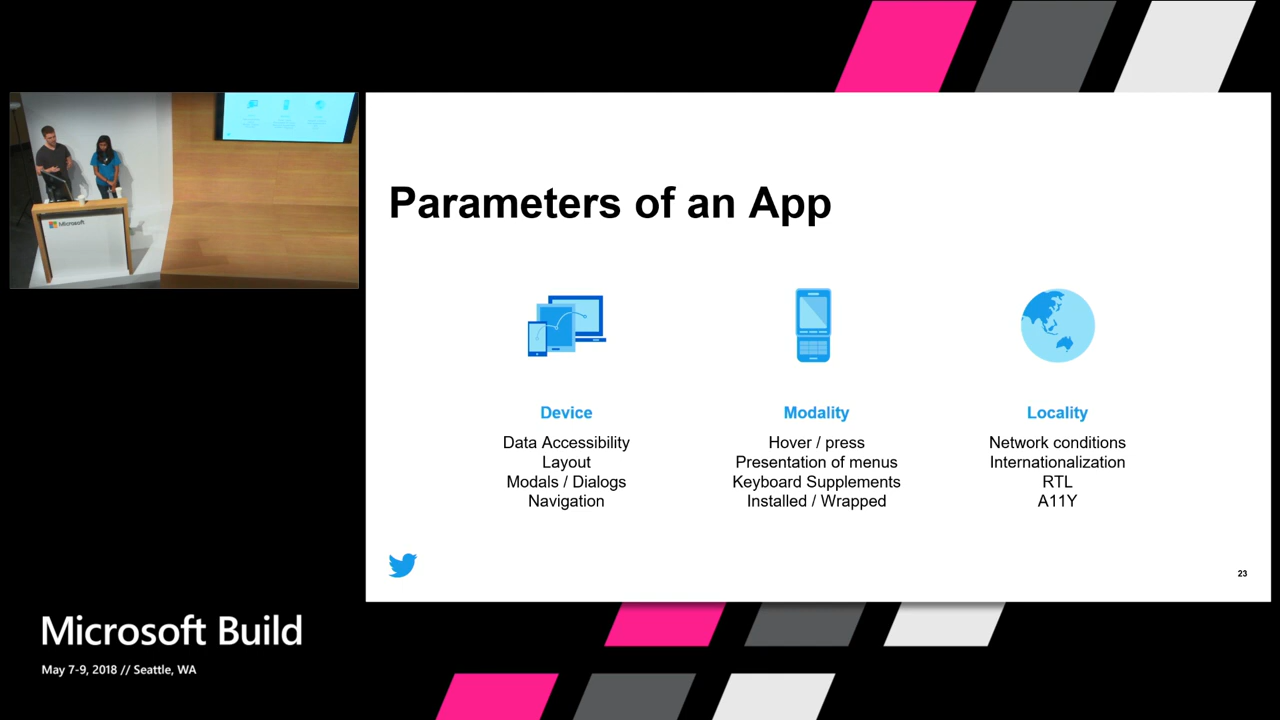 Microsoft
Parameters of an App
Device
Data Accessibility
Layout
Modals / Dialogs
Navigation
Modality
Hover / press
Presentation of menus
Keyboard Supplements
Installed / Wrapped
Locality
Network conditions
Internationalization
RTL
A11Y
23
Microsoft Build
May 7-9, 2018 // Seattle, WA